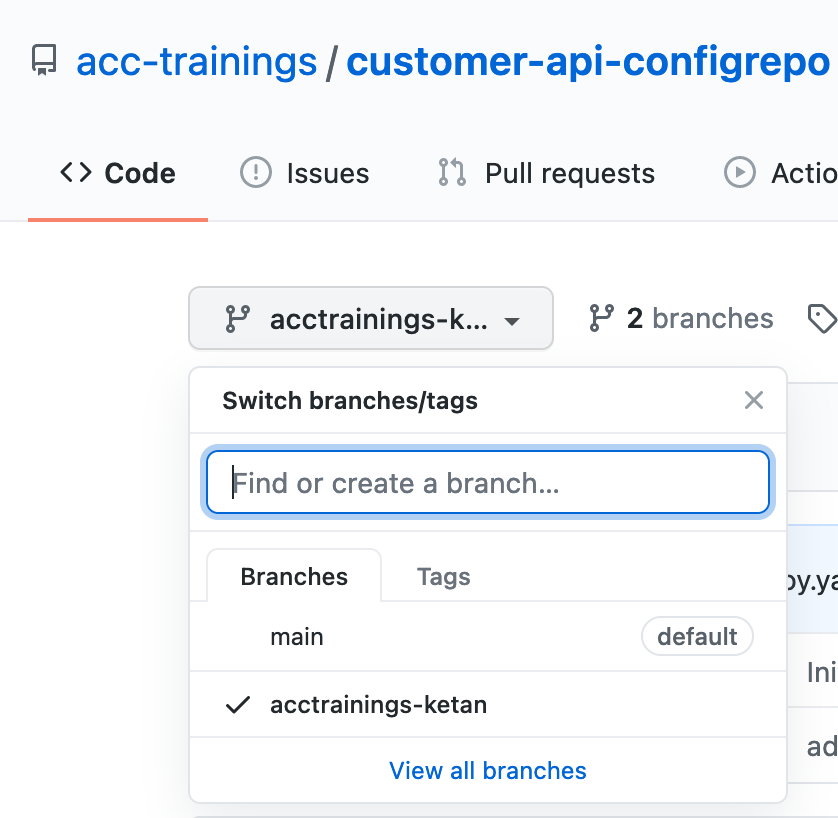 acc-trainings / customer-api-configrepo
Code Issues Pull requests Actio
acctrainings-k... 2 branches
Switch branches/tags
Find or create a branch...
Branches Tags
main default
acctrainings-ketan
View all branches
oy.ya
Ini
ad